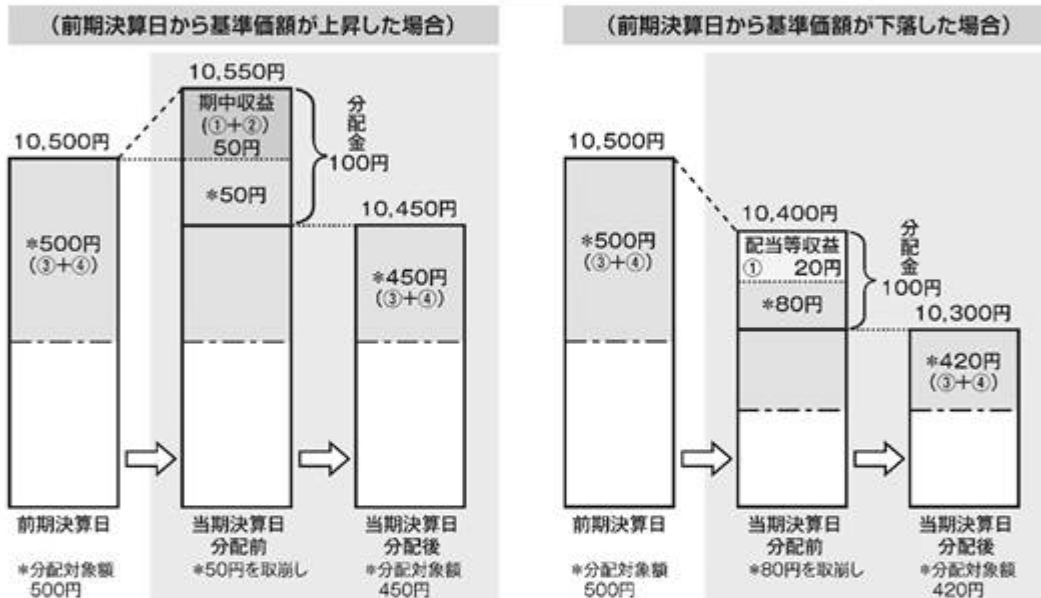 (前期決算日から基準価額が上昇した場合)
10,550円
期中収益
(①+②)
50円
*50円
分配金
100円
10,500円
*500円
(③+④)
10,450円
*450円
(③+④)
前期決算日
当期決算日
分配前
当期決算日
分配後
*分配対象額
500円
*50円を取崩し
*分配対象額
450円
(前期決算日から基準価額が下落した場合)
10,500円
*500円
(③+④)
10,400円
配当等収益
① 20円
*80円
分配金
100円
10,300円
*420円
(③+④)
前期決算日
当期決算日
分配前
当期決算日
分配後
*分配対象額
500円
*80円を取崩し
*分配対象額
420円